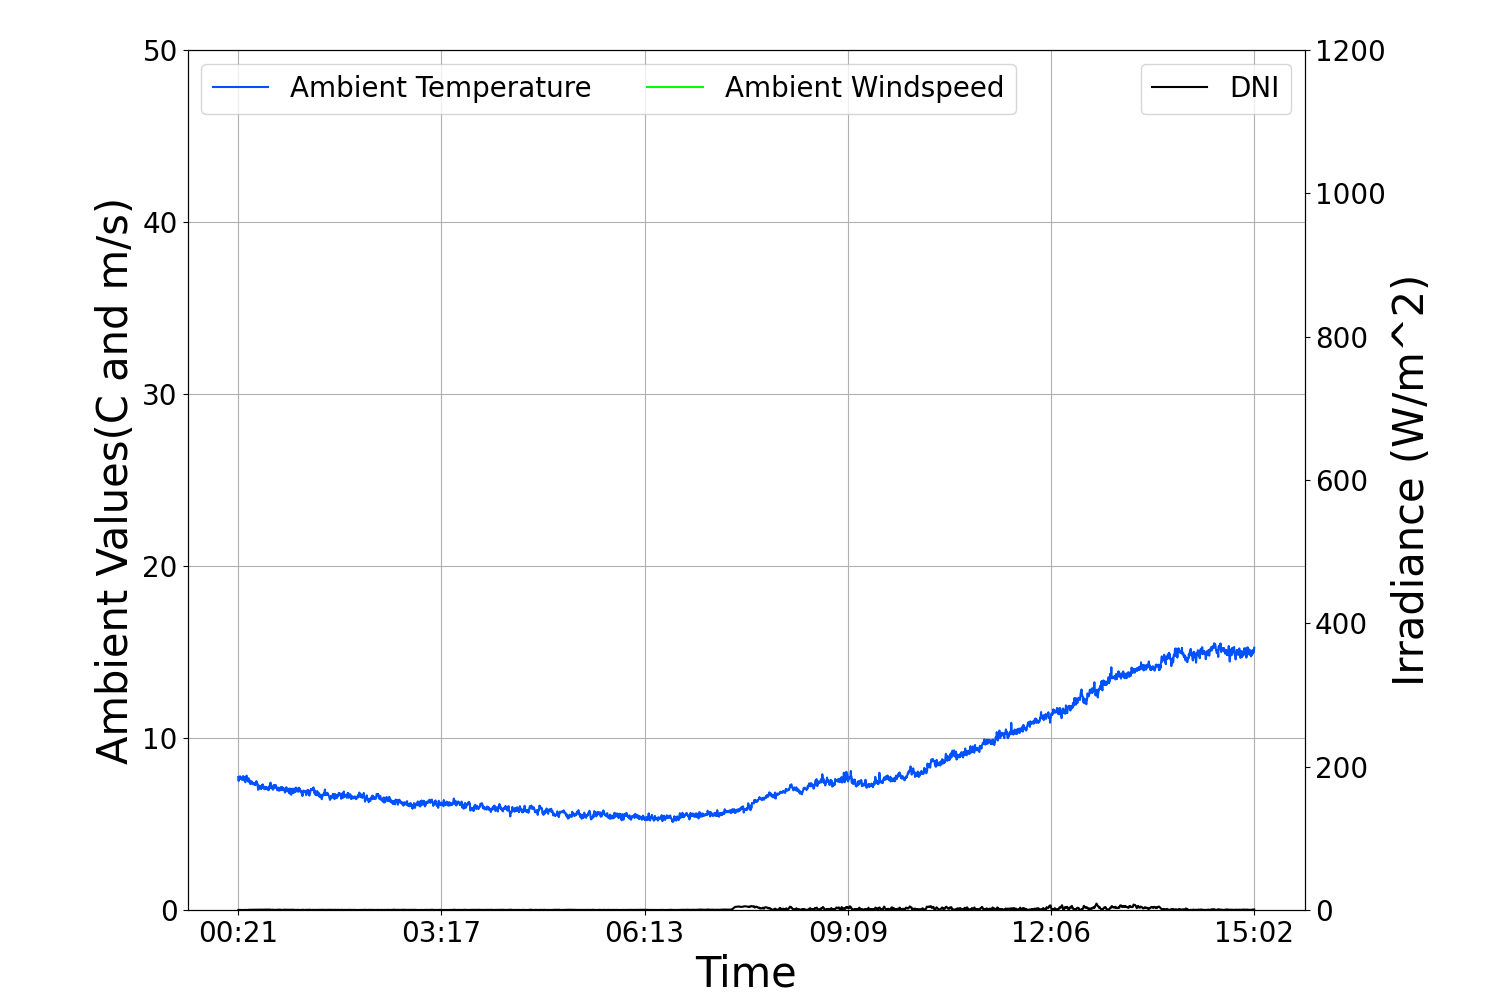 Ambient Temperature Ambient Windspeed DNI
Ambient Values(C and m/s)
50
40
30
20
10
0
1200
1000
800
600
400
200
0
Irradiance (W/m^2)
00:21 03:17 06:13 09:09 12:06 15:02
Time